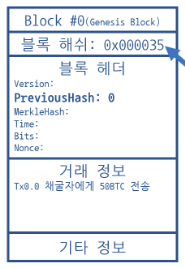 Block #0(Genesis Block)
블록 해쉬: 0x000035
블록 헤더
Version:
PreviousHash: 0
MerkleHash:
Time:
Bits:
Nonce:
거래 정보
Tx0.0 채굴자에게 50BTC 전송
기타 정보